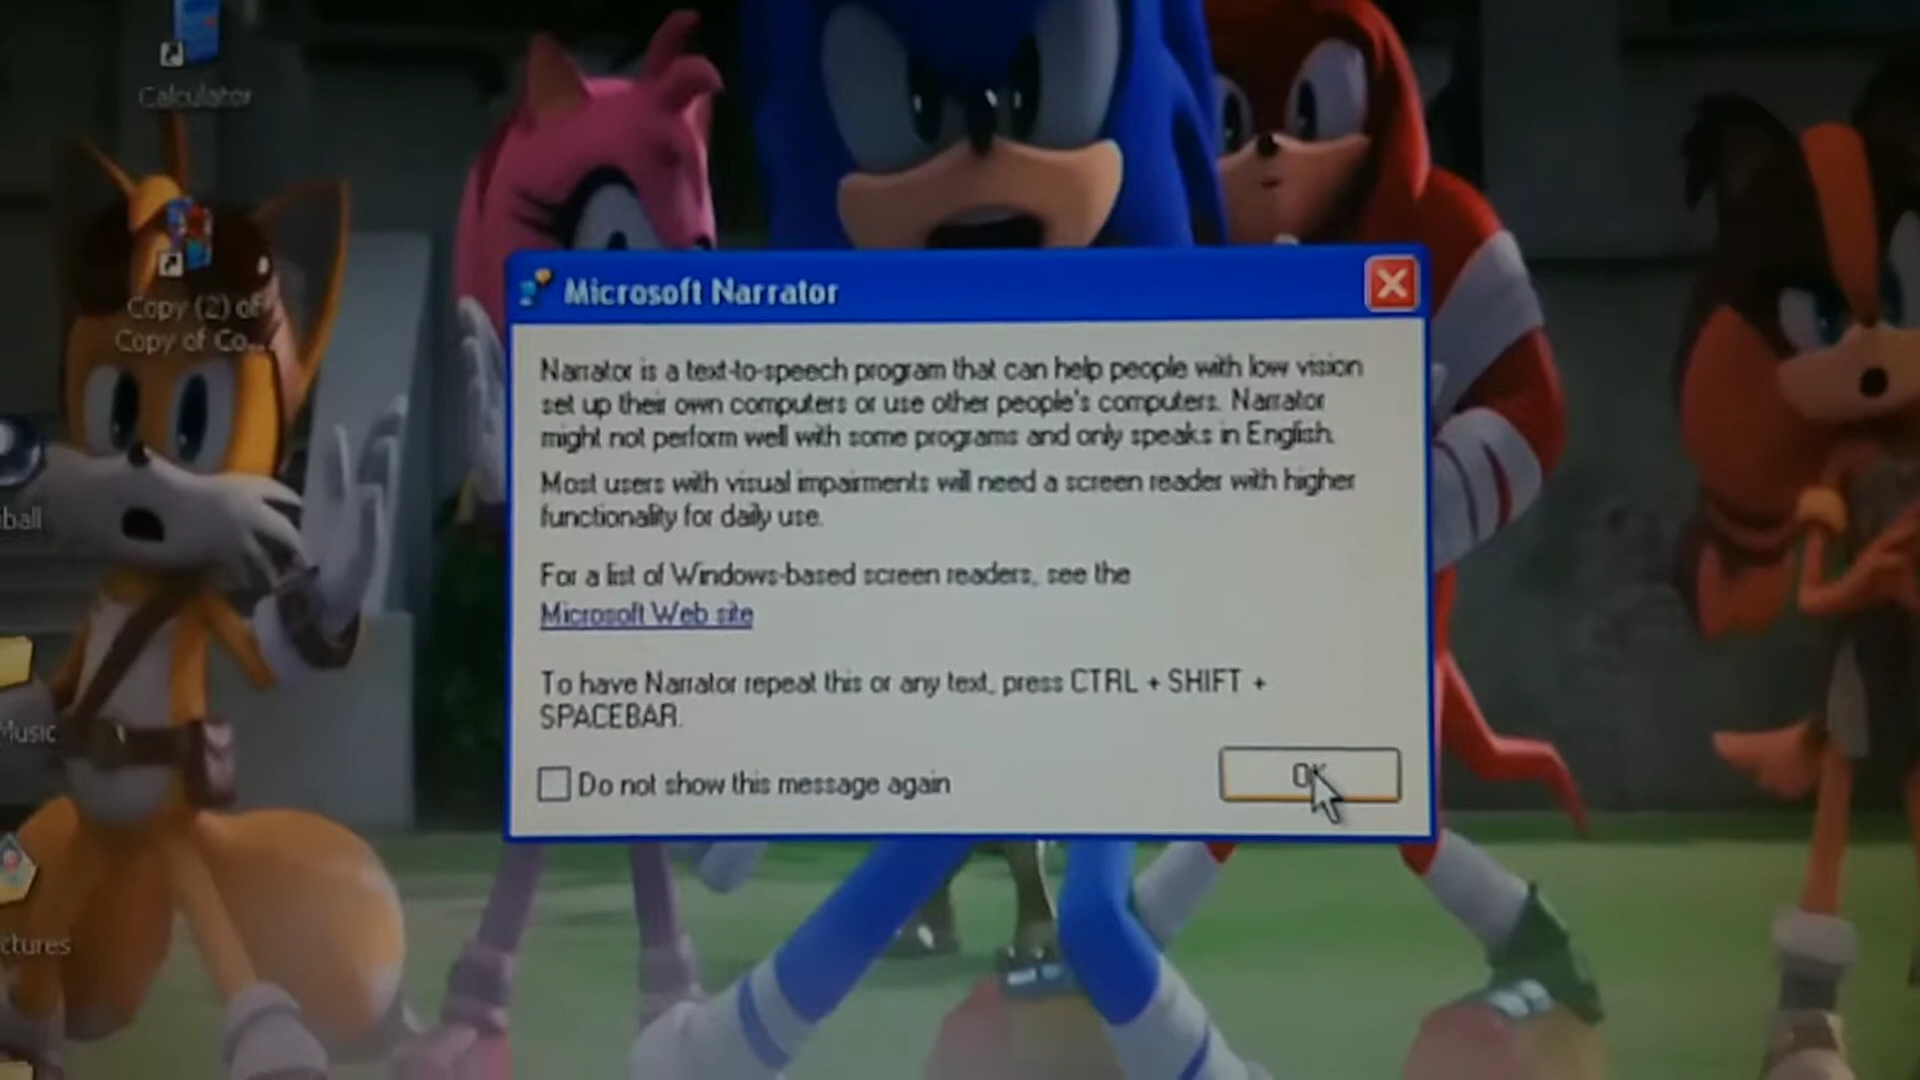 Calculator
Copy (2) of
Copy of Co...
Microsoft Narrator
Narrator is a text-to-speech program that can help people with low vision
set up their own computers or use other people's computers. Narrator
might not perform well with some programs and only speaks in English.
Most users with visual impairments will need a screen reader with higher
functionality for daily use.
For a list of Windows-based screen readers, see the
Microsoft Web site
To have Narrator repeat this or any text, press CTRL + SHIFT +
SPACEBAR.
Do not show this message again
OK
ball
Music
ctures